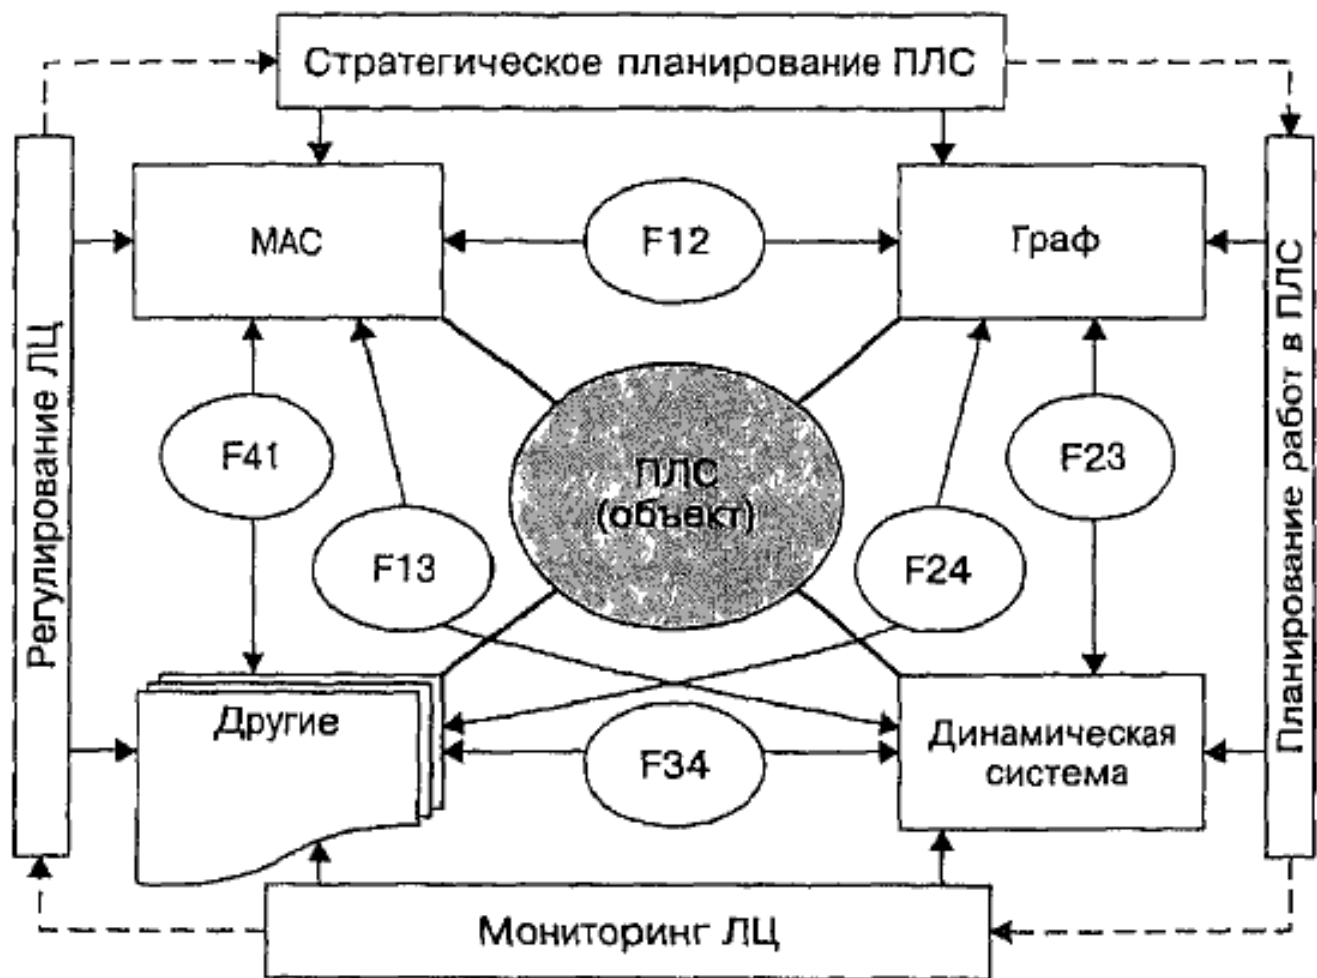 Стратегическое планирование ПЛС
МАС
F12
Граф
Регулирование ЛЦ
Планирование работ в ПЛС
F41
ПЛС
(объект)
F23
F13
F24
Другие
F34
Динамическая
система
Мониторинг ЛЦ